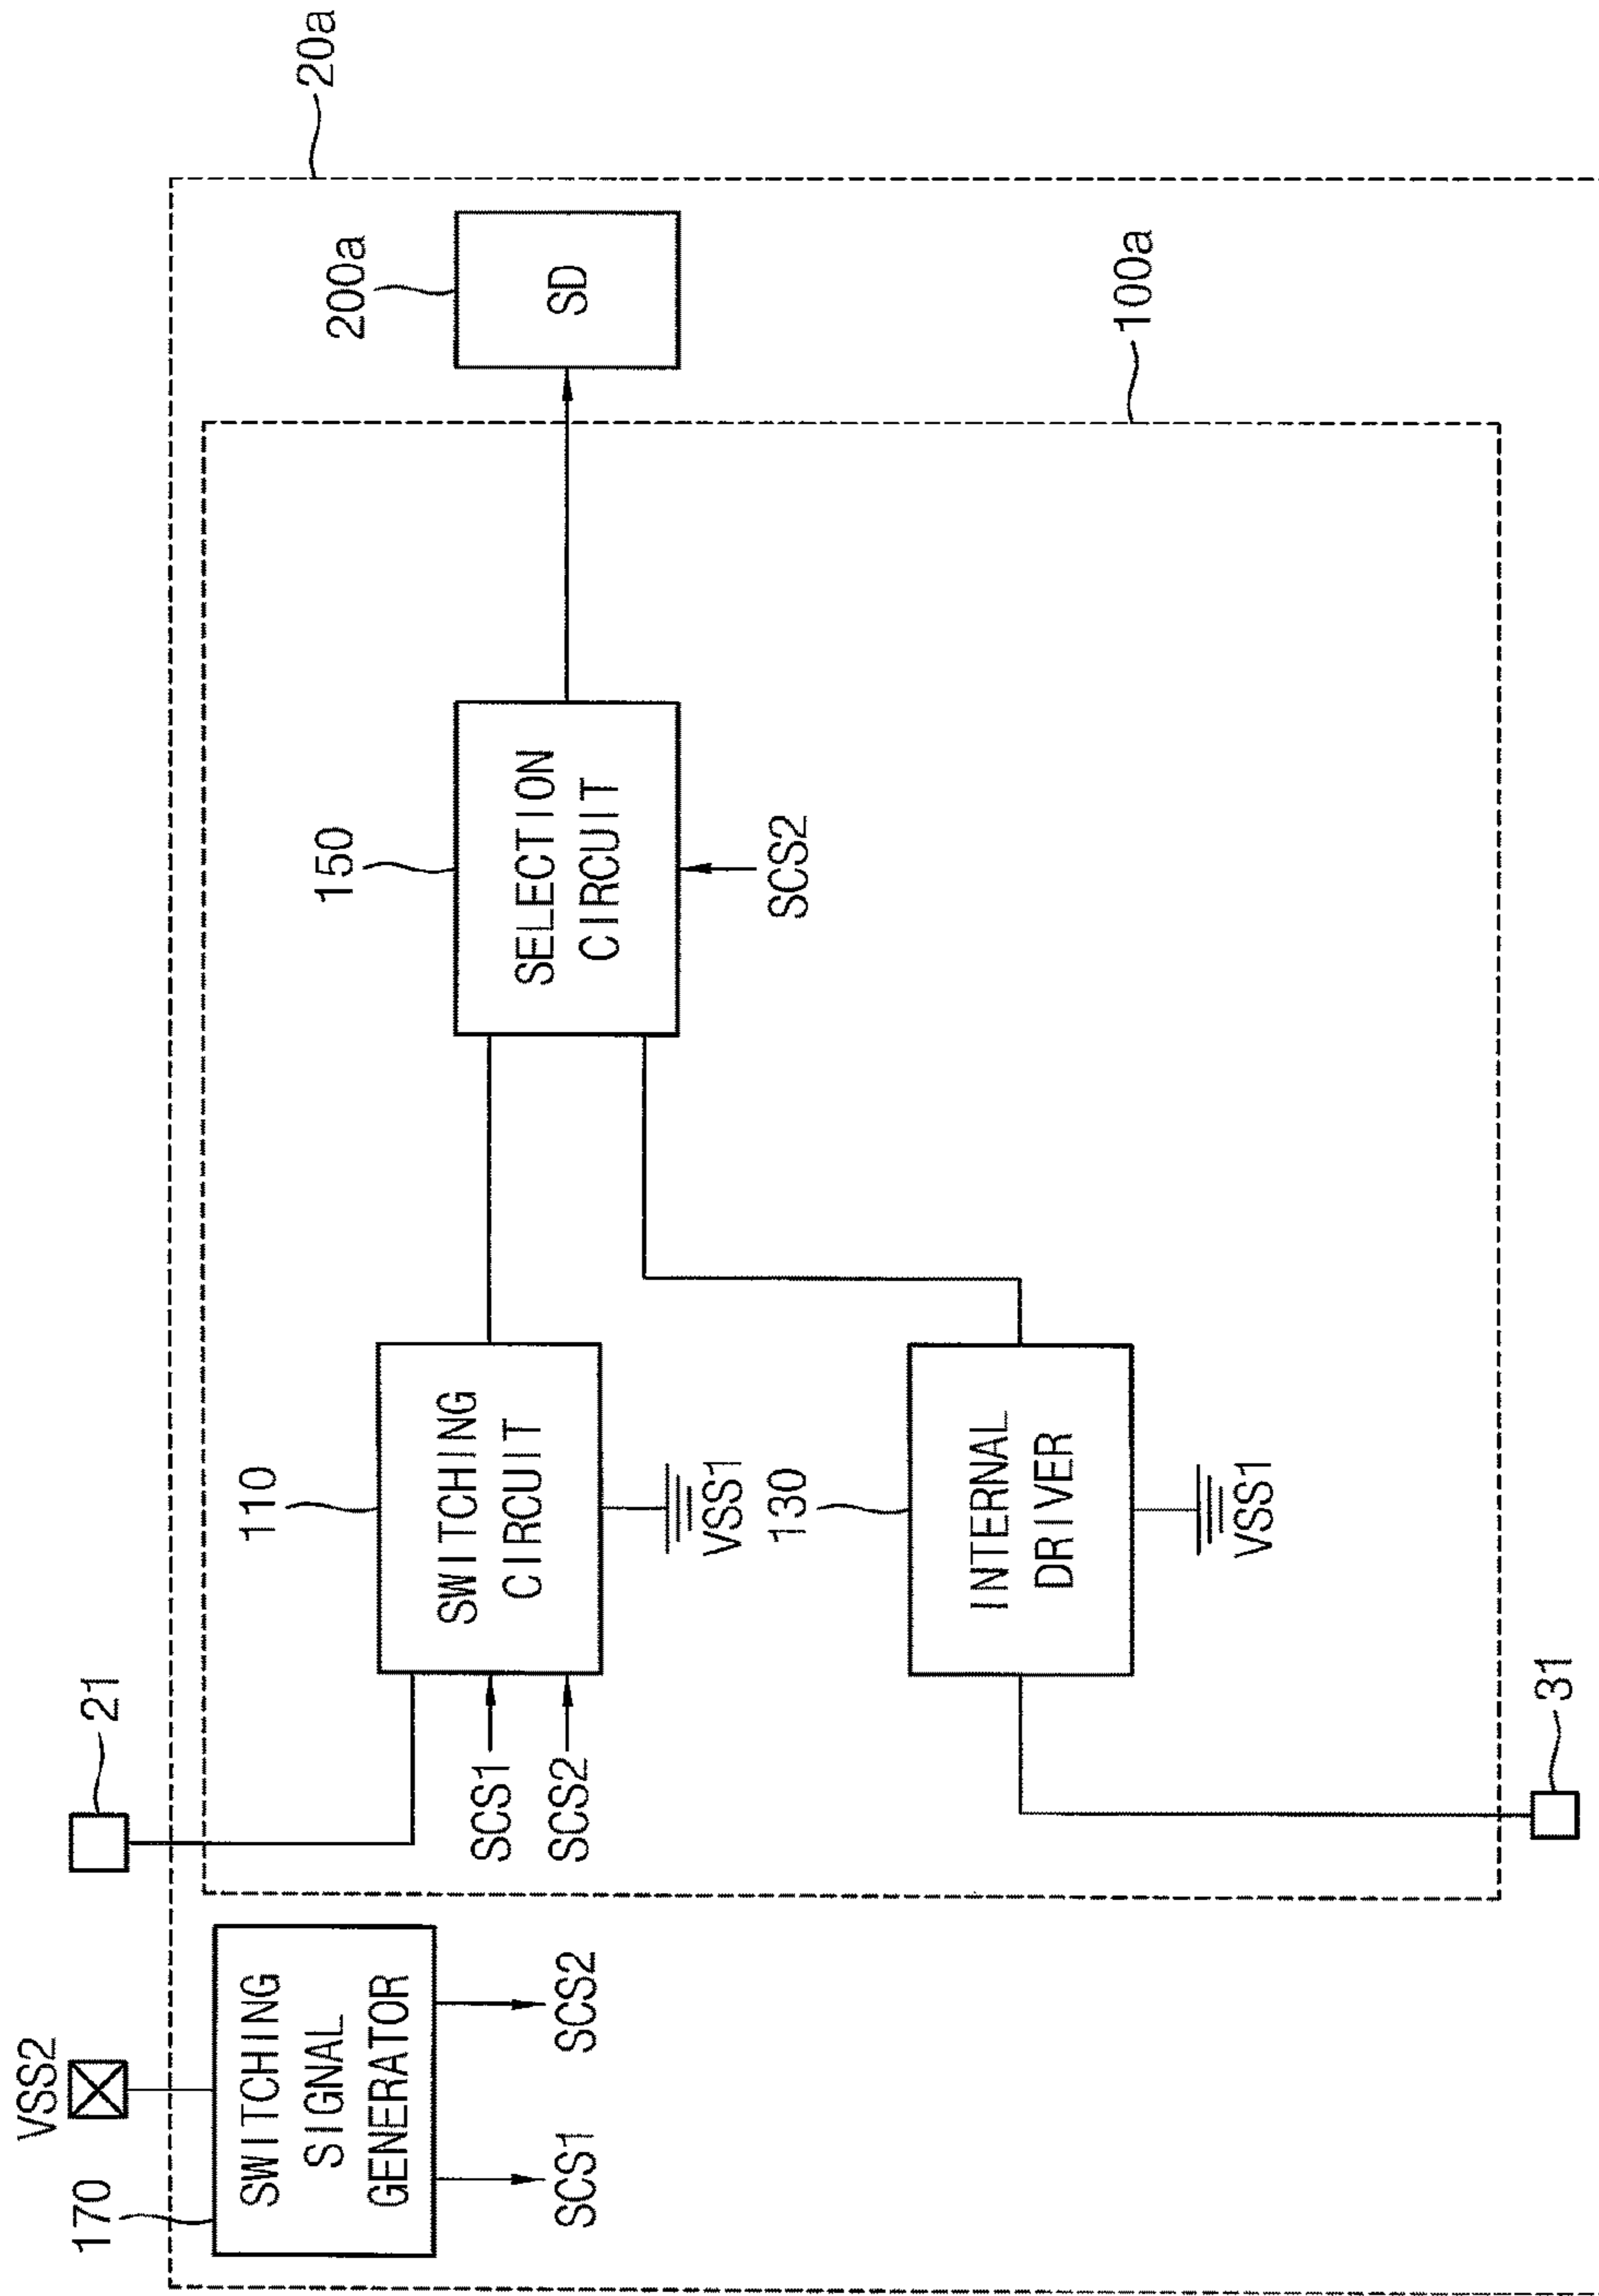 20a
200a
SD
100a
150
SELECTION
CIRCUIT
SCS2
110
SWITCHING
CIRCUIT
VSS1
SCS1
SCS2
21
130
INTERNAL
DRIVER
VSS1
31
VSS2
170
SWITCHING
SIGNAL
GENERATOR
SCS1
SCS2